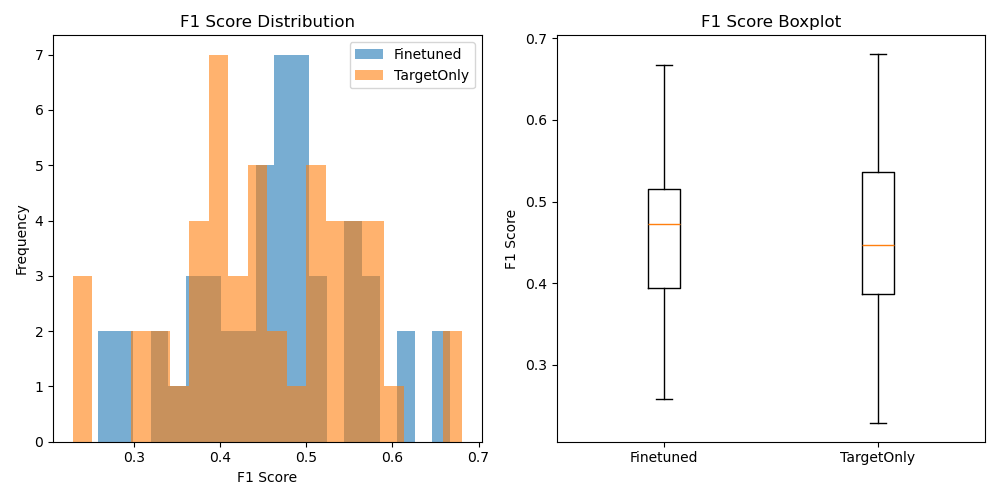 F1 Score Distribution
Finetuned
TargetOnly
7
6
5
4
3
2
1
0
Frequency
0.3 0.4 0.5 0.6 0.7
F1 Score
F1 Score Boxplot
0.7
0.6
0.5
0.4
0.3
F1 Score
Finetuned TargetOnly